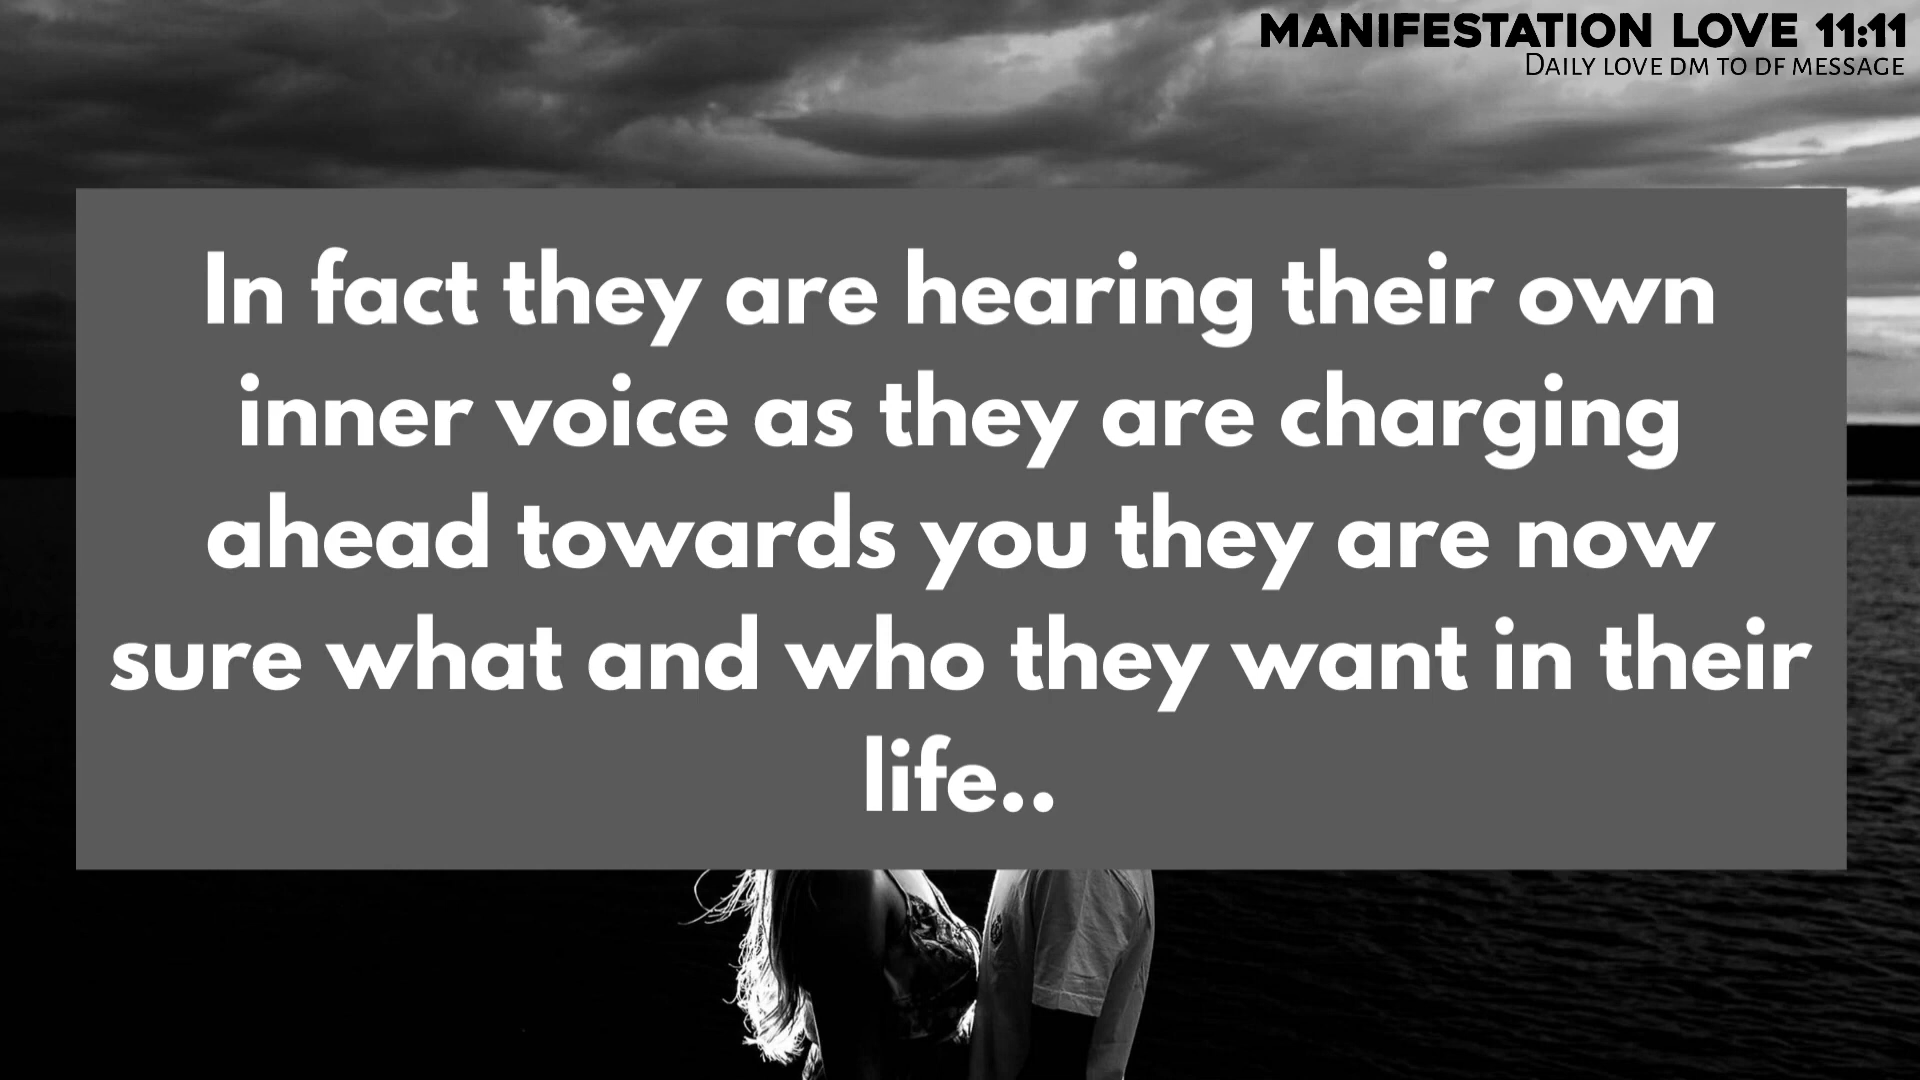 MANIFESTATION LOVE 11:11
DAILY LOVE DM TO DF MESSAGE
In fact they are hearing their own
inner voice as they are charging
ahead towards you they are now
sure what and who they want in their
life..